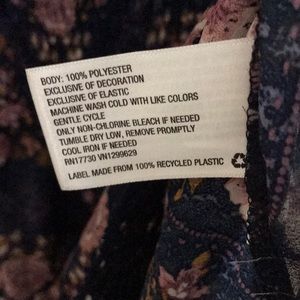 BODY: 100% POLYESTER
EXCLUSIVE OF DECORATION
EXCLUSIVE OF ELASTIC
MACHINE WASH COLD WITH LIKE COLORS
GENTLE CYCLE
ONLY NON-CHLORINE BLEACH IF NEEDED
TUMBLE DRY LOW, REMOVE PROMPTLY
COOL IRON IF NEEDED
RN17730 VN1299629
LABEL MADE FROM 100% RECYCLED PLASTIC